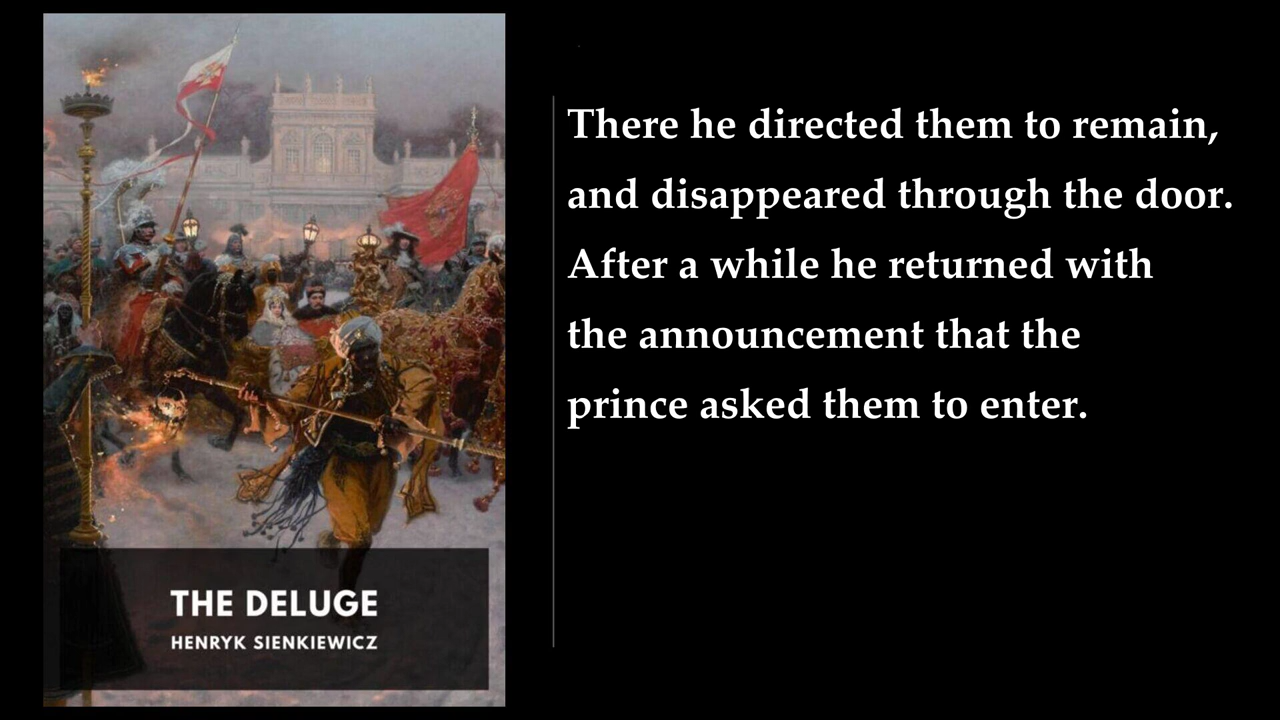 There he directed them to remain,
and disappeared through the door.
After a while he returned with
the announcement that the
prince asked them to enter.
THE DELUGE
HENRYK SIENKIEWICZ